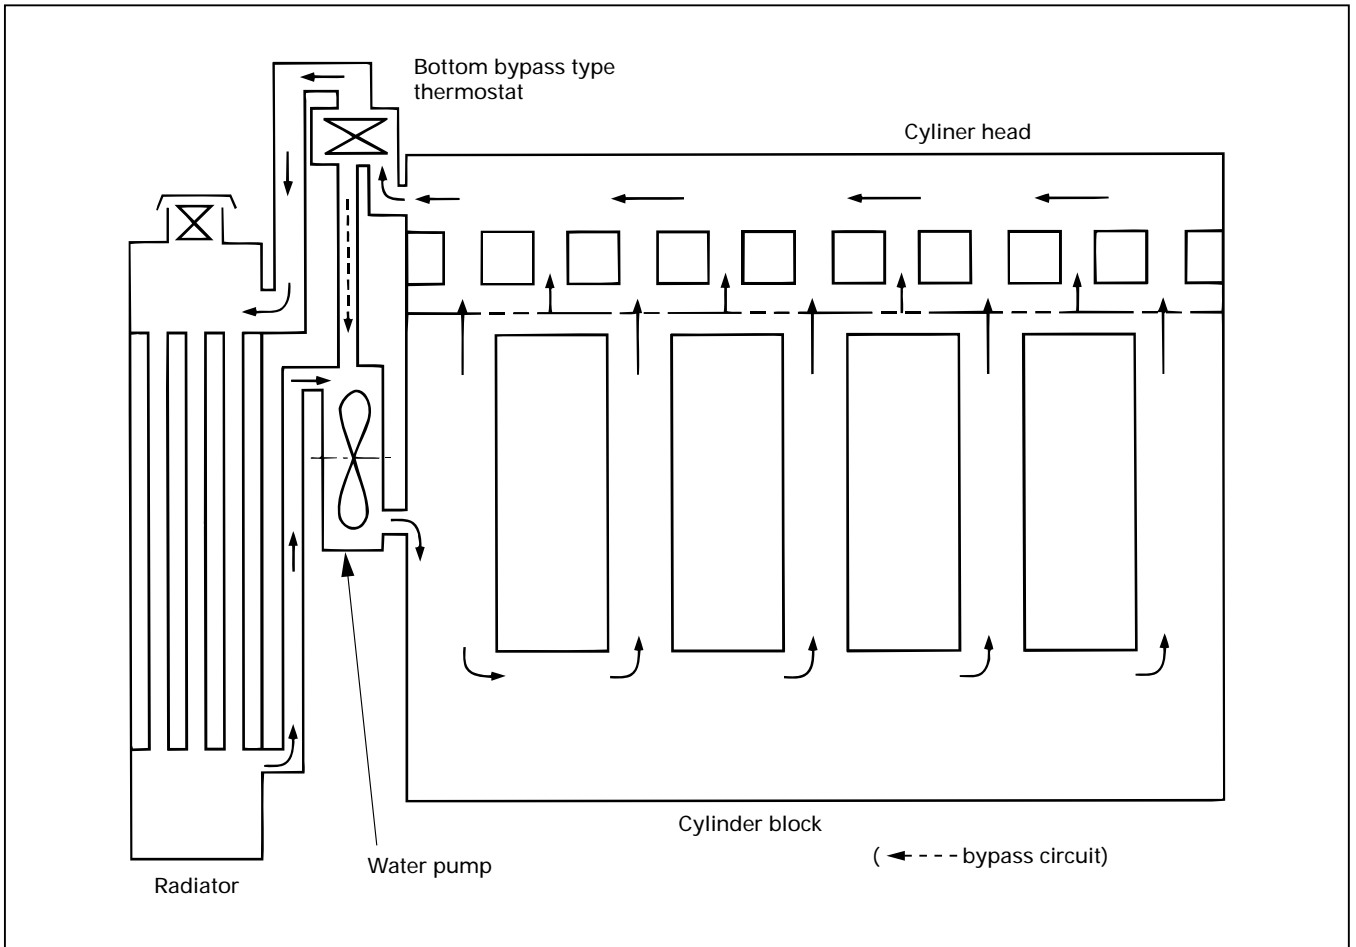 Bottom bypass type
thermostat
Cyliner head
Cylinder block
( bypass circuit)
Water pump
Radiator